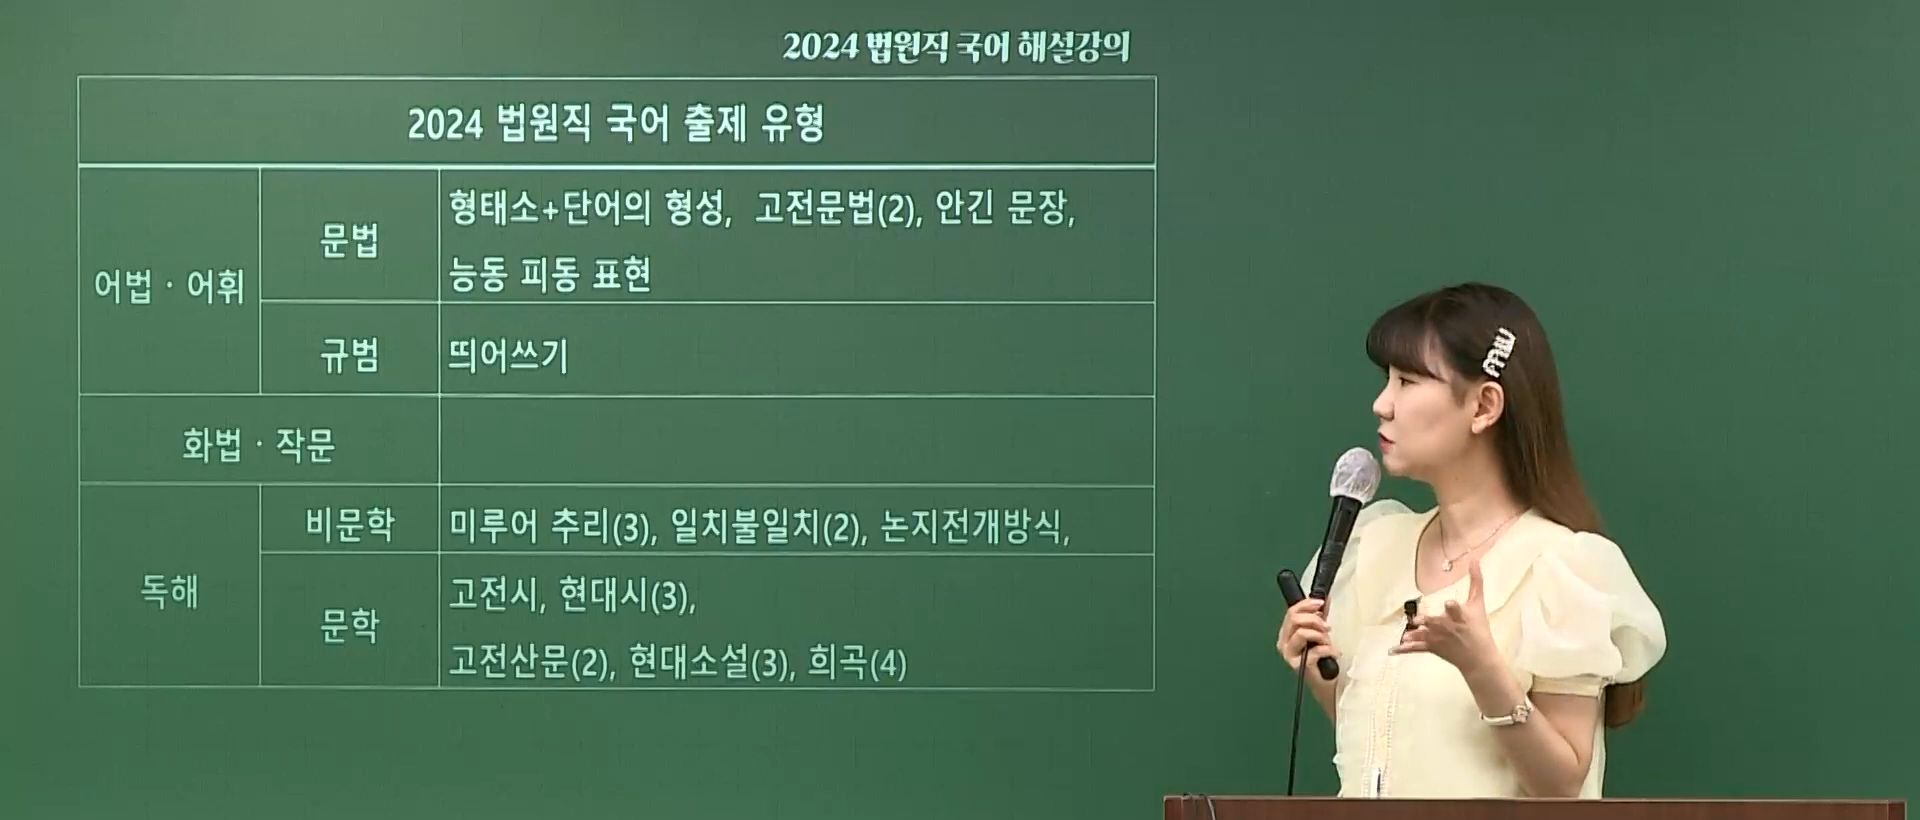 2024 법원직 국어 해설강의
2024 법원직 국어 출제 유형
어법 · 어휘
문법
형태소+단어의 형성, 고전문법(2), 안긴 문장,
능동 피동 표현
규범
띄어쓰기
화법 · 작문
독해
비문학
미루어 추리(3), 일치불일치(2), 논지전개방식,
문학
고전시, 현대시(3),
고전산문(2), 현대소설(3), 희곡(4)